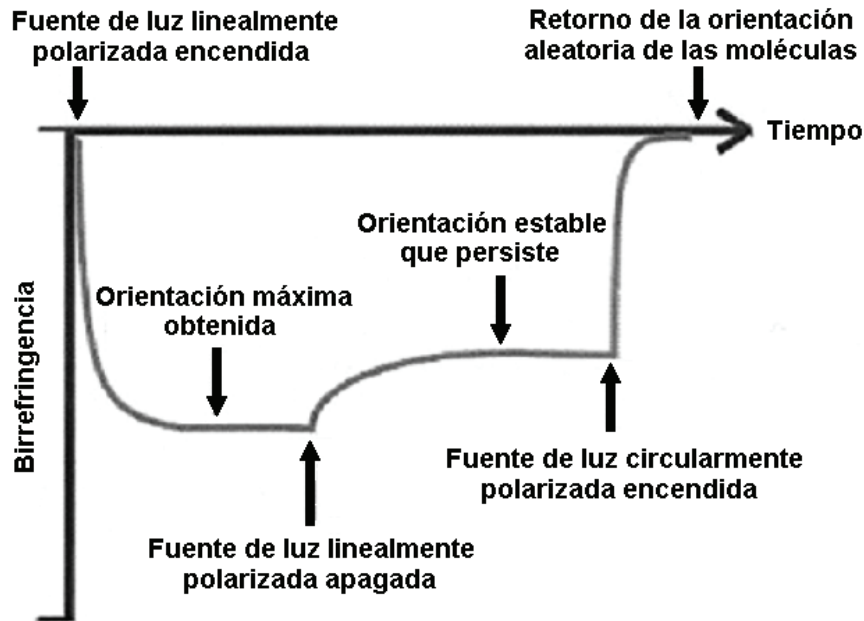 Fuente de luz linealmente
polarizada encendida
Retorno de la orientación
aleatoria de las moléculas
Tiempo
Orientación estable
que persiste
Orientación máxima
obtenida
Birrefringencia
Fuente de luz circularmente
polarizada encendida
Fuente de luz linealmente
polarizada apagada